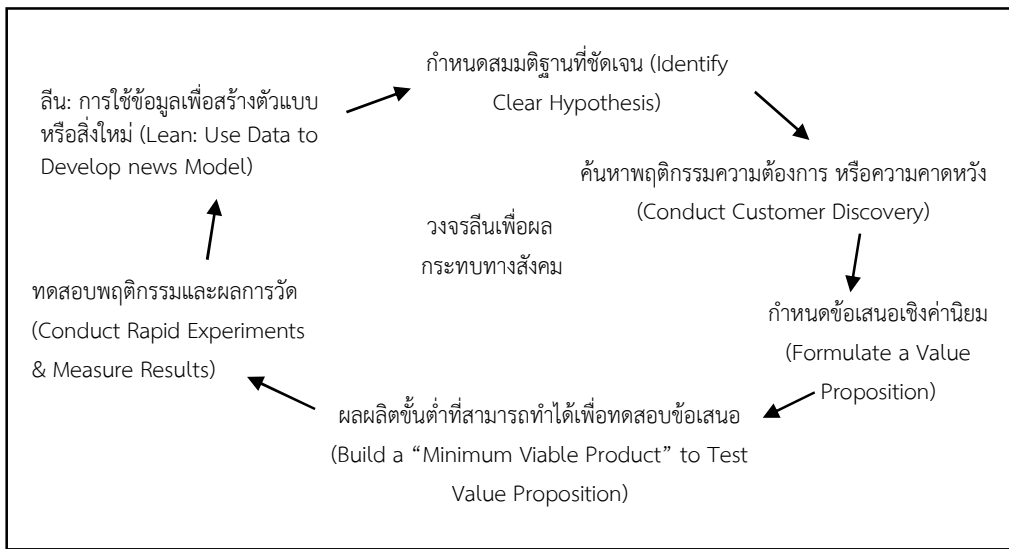 กำหนดสมมติฐานที่ชัดเจน (Identify
Clear Hypothesis)
ค้นหาพฤติกรรมความต้องการ หรือความคาดหวัง
(Conduct Customer Discovery)
กำหนดข้อเสนอเชิงค่านิยม
(Formulate a Value
Proposition)
ผลผลิตขั้นต่ำที่สามารถทำได้เพื่อทดสอบข้อเสนอ
(Build a “Minimum Viable Product” to Test
Value Proposition)
ทดสอบพฤติกรรมและผลการวัด
(Conduct Rapid Experiments
& Measure Results)
ลีน: การใช้ข้อมูลเพื่อสร้างตัวแบบ
หรือสิ่งใหม่ (Lean: Use Data to
Develop news Model)
วงจรลีนเพื่อผล
กระทบทางสังคม